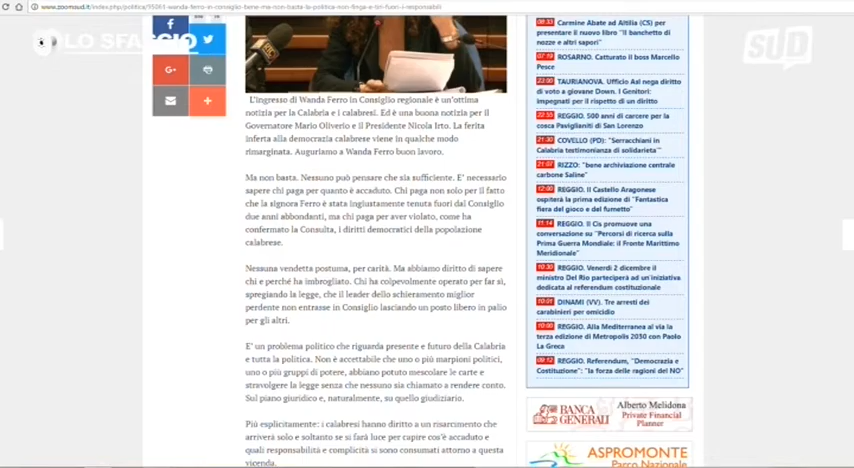 www.zoomsud.it/index.php/politica/95061-wanda-ferro-in-consiglio-bene-me-non-basta-la-politica-non-finga-e-tiri-fuori-i-responsabili
LO SFAGGIO
SUD
G+
L'ingresso di Wanda Ferro in Consiglio regionale è un'ottima
notizia per la Calabria e i calabresi. Ed è una buona notizia per il
Governatore Mario Oliverio e il Presidente Nicola Irto. La ferita
inferta alla democrazia calabrese viene in qualche modo
rimarginata. Auguriamo a Wanda Ferro buon lavoro.
Ma non basta. Nessuno può pensare che sia sufficiente. E' necessario
sapere chi paga per quanto è accaduto. Chi paga non solo per il fatto
che la signora Ferro è stata ingiustamente tenuta fuori dal Consiglio
due anni abbondanti, ma chi paga per aver violato, come ha
confermato la Consulta, i diritti democratici della popolazione
calabrese.
Nessuna vendetta postuma, per carità. Ma abbiamo diritto di sapere
chi e perché ha imbrogliato. Chi ha colpevolmente operato per far sì,
spregiando la legge, che il leader dello schieramento miglior
perdente non entrasse in Consiglio lasciando un posto libero in palio
per gli altri.
E' un problema politico che riguarda presente e futuro della Calabria
e tutta la politica. Non è accettabile che uno o più marpioni politici,
uno o più gruppi di potere, abbiano potuto mescolare le carte e
stravolgere la legge senza che nessuno sia chiamato a rendere conto.
Sul piano giuridico e, naturalmente, su quello giudiziario.
Più esplicitamente: i calabresi hanno diritto a un risarcimento che
arriverà solo e soltanto se si farà luce per capire cos'è accaduto e
quali responsabilità e complicità si sono consumati attorno a questa
vicenda.
08:33 Carmine Abate ad Aitilia (CS) per
presentare il nuovo libro "Il banchetto di
nozze e altri sapori"
07:19 ROSARNO. Catturato il boss Marcello
Pesce
23:00 TAURIANOVA. Ufficio Asl nega diritto
di voto a giovane Down. I Genitori:
impegnati per il rispetto di un diritto
22:55 REGGIO. 500 anni di carcere per la
cosca Paviglianiti di San Lorenzo
21:30 COVELLO (PD): "Serracchiani in
Calabria testimonianza di solidarieta'"
21:07 RIZZO: "bene archiviazione centrale
carbone Saline"
12:00 REGGIO. Il Castello Aragonese
ospiterà la prima edizione di "Fantastica
fiera del gioco e del fumetto"
11:14 REGGIO. Il Cis promuove una
conversazione su "Percorsi di ricerca sulla
Prima Guerra Mondiale: il Fronte Marittimo
Meridionale"
10:30 REGGIO. Venerdi 2 dicembre il
ministro Del Rio parteciperà ad un'iniziativa
dedicata al referendum costituzionale
10:01 DINAMI (VV). Tre arresti dei
carabinieri per omicidio
10:00 REGGIO. Alla Mediterranea al via la
terza edizione di Metropolis 2050 con Paolo
La Greca
09:12 REGGIO. Referendum, "Democrazia e
Costituzione": "la forza delle ragioni del NO"
BANCA
GENERALI
Alberto Melidona
Private Financial
Planner
ASPROMONTE
Parco Nazionale